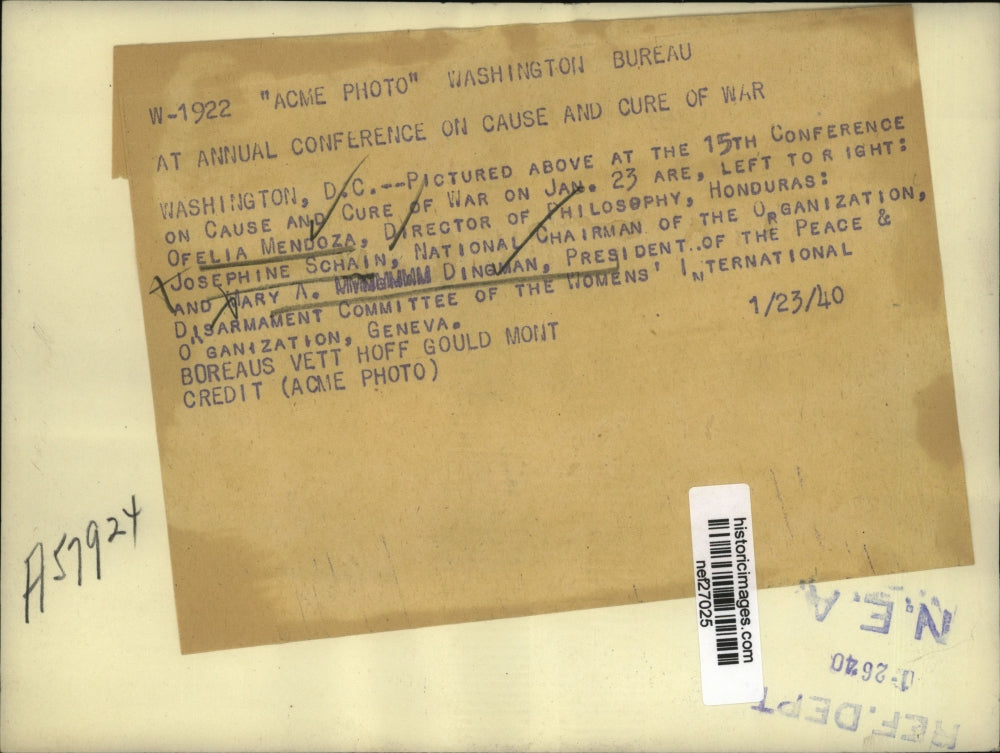 W-1922 "ACME PHOTO" WASHINGTON BUREAU
AT ANNUAL CONFERENCE ON CAUSE AND CURE OF WAR
WASHINGTON, D.C.--PICTURED ABOVE AT THE 15TH CONFERENCE
ON CAUSE AND CURE OF WAR ON JAN. 23 ARE, LEFT TO R IGHT:
OFELIA MENDOZA, DIRECTOR OF PHILOSOPHY, HONDURAS:
JOSEPHINE SCHAIN, NATIONAL CHAIRMAN OF THE ORGANIZATION,
AND MARY A. DINGMAN, PRESIDENT..OF THE PEACE &
DISARMAMENT COMMITTEE OF THE WOMENS' INTERNATIONAL
O GANIZATION, GENEVA.
R
BOREAUS VETT HOFF GOULD MONT 1/23/40
CREDIT (ACME PHOTO)
A57924
historicimages.com
nef27025
N.E.A.
1-2640
REF. DEPT